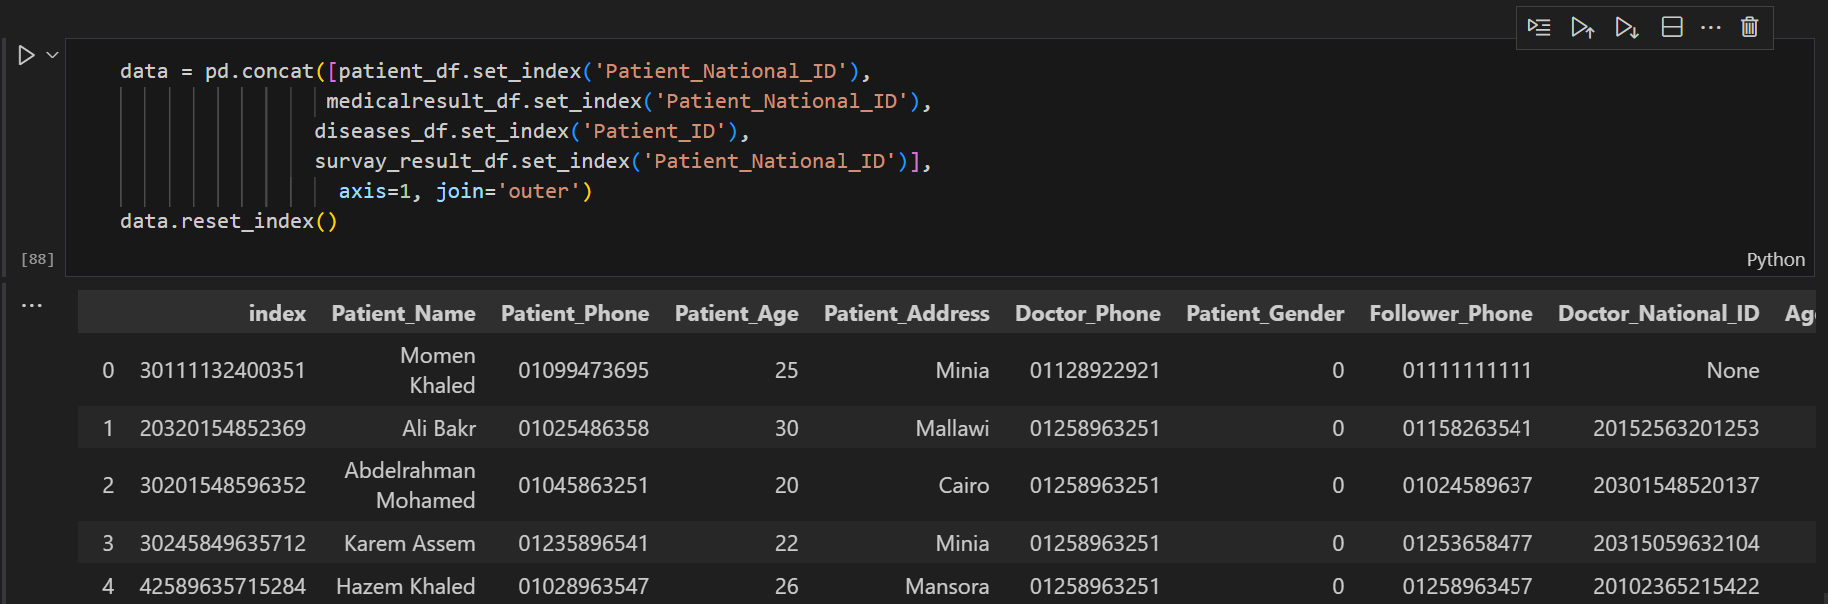 data = pd.concat([patient_df.set_index('Patient_National_ID'),
medicalresult_df.set_index('Patient_National_ID'),
diseases_df.set_index('Patient_ID'),
survay_result_df.set_index('Patient_National_ID')],
axis=1, join='outer')
data.reset_index()
[88]
Python
index Patient_Name Patient_Phone Patient_Age Patient_Address Doctor_Phone Patient_Gender Follower_Phone Doctor_National_ID
0 30111132400351 Momen Khaled 01099473695 25 Minia 01128922921 0 01111111111 None
1 20320154852369 Ali Bakr 01025486358 30 Mallawi 01258963251 0 01158263541 20152563201253
2 30201548596352 Abdelrahman Mohamed 01045863251 20 Cairo 01258963251 0 01024589637 20301548520137
3 30245849635712 Karem Assem 01235896541 22 Minia 01258963251 0 01253658477 20315059632104
4 42589635715284 Hazem Khaled 01028963547 26 Mansora 01258963251 0 01258963457 20102365215422